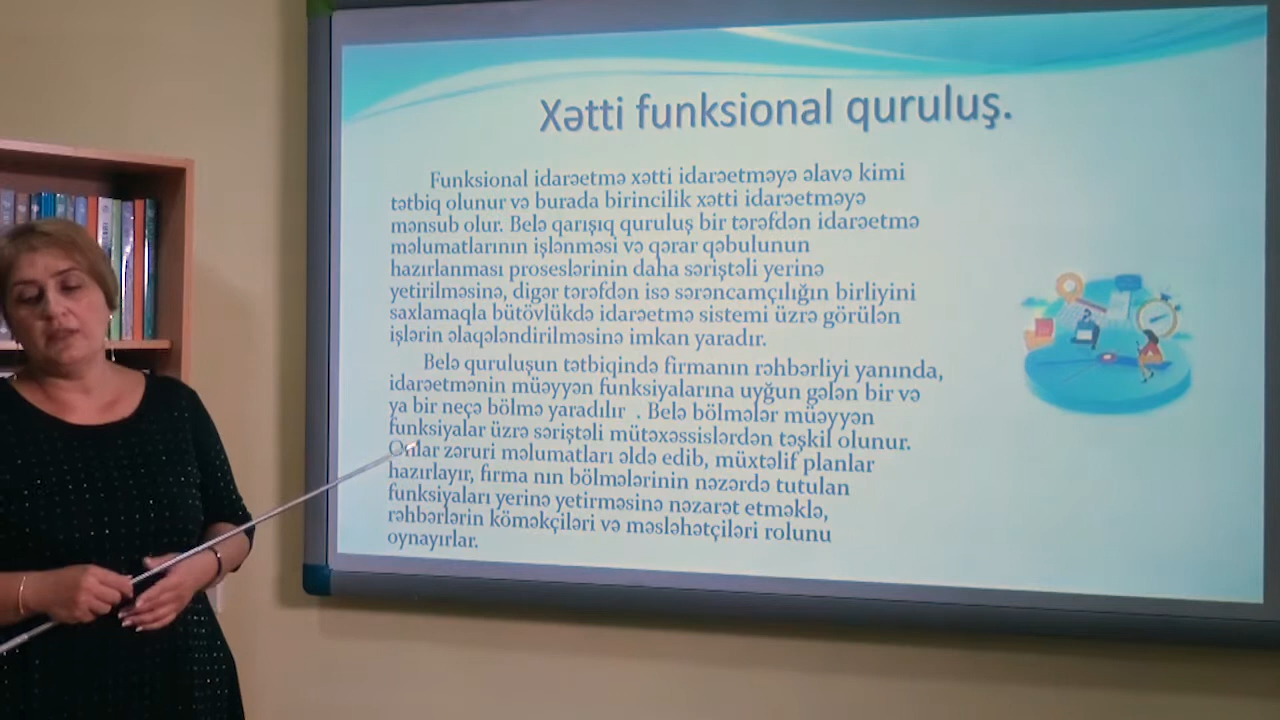 Xətti funksional quruluş.
Funksional idarəetmə xətti idarəetməyə əlavə kimi
tətbiq olunur və burada birincilik xətti idarəetməyə
mənsub olur. Belə qarışıq quruluş bir tərəfdən idarəetmə
məlumatlarının işlənməsi və qərar qəbulunun
hazırlanması proseslərinin daha səriştəli yerinə
yetirilməsinə, digər tərəfdən isə sərəncamçılığın birliyini
saxlamaqla bütövlükdə idarəetmə sistemi üzrə görülən
işlərin əlaqələndirilməsinə imkan yaradır.
Belə quruluşun tətbiqində firmanın rəhbərliyi yanında,
idarəetmənin müəyyən funksiyalarına uyğun gələn bir və
ya bir neçə bölmə yaradılır . Belə bölmələr müəyyən
funksiyalar üzrə səriştəli mütəxəssislərdən təşkil olunur.
Onlar zəruri məlumatları əldə edib, müxtəlif planlar
hazırlayır, firma nın bölmələrinin nəzərdə tutulan
funksiyaları yerinə yetirməsinə nəzarət etməklə,
rəhbərlərin köməkçiləri və məsləhətçiləri rolunu
oynayırlar.